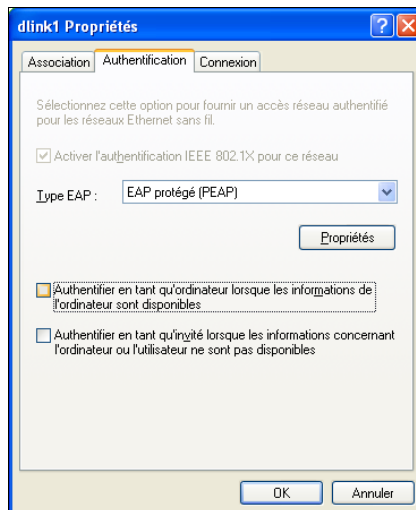 dlink1 Propriétés
Association
Authentification
Connexion
Sélectionnez cette option pour fournir un accès réseau authentifié
pour les réseaux Ethernet sans fil.
Activer l'authentification IEEE 802.1X pour ce réseau
Type EAP :
EAP protégé (PEAP)
Propriétés
Authentifier en tant qu'ordinateur lorsque les informations de
l'ordinateur sont disponibles
Authentifier en tant qu'invité lorsque les informations concernant
l'ordinateur ou l'utilisateur ne sont pas disponibles
OK
Annuler